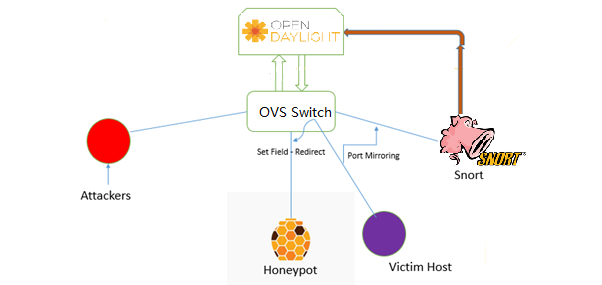 OPEN
DAYLIGHT
OVS Switch
Set Field - Redirect
Port Mirroring
SNORT
Snort
Attackers
Honeypot
Victim Host